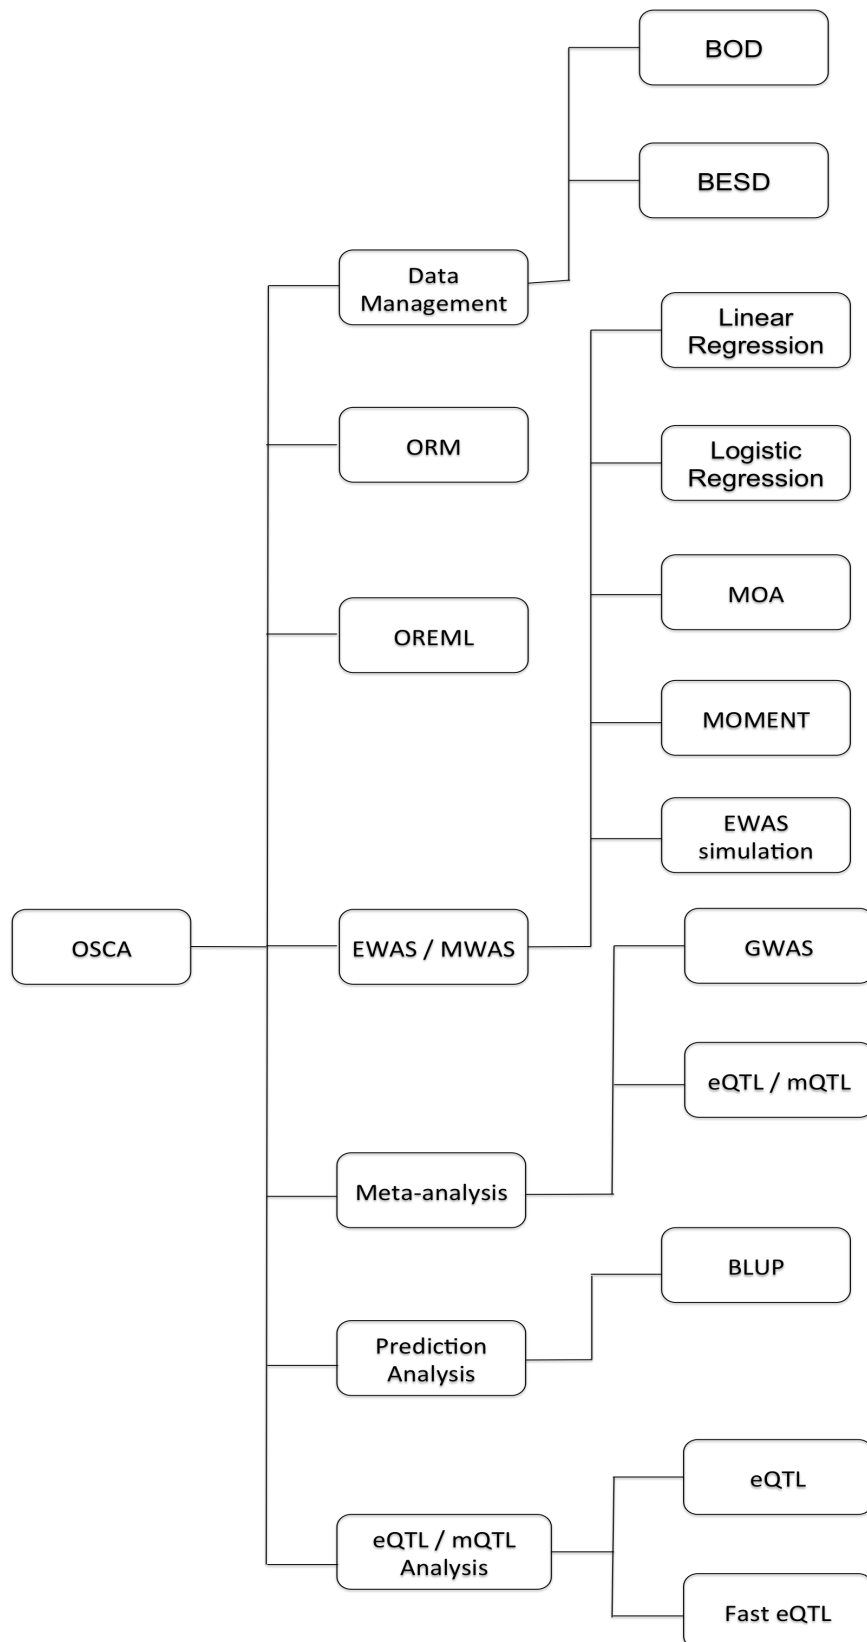 BOD
BESD
Data
Management
Linear
Regression
ORM
Logistic
Regression
MOA
OREML
MOMENT
EWAS
simulation
OSCA
EWAS / MWAS
GWAS
eQTL / mQTL
Meta-analysis
BLUP
Prediction
Analysis
eQTL
eQTL / mQTL
Analysis
Fast eQTL